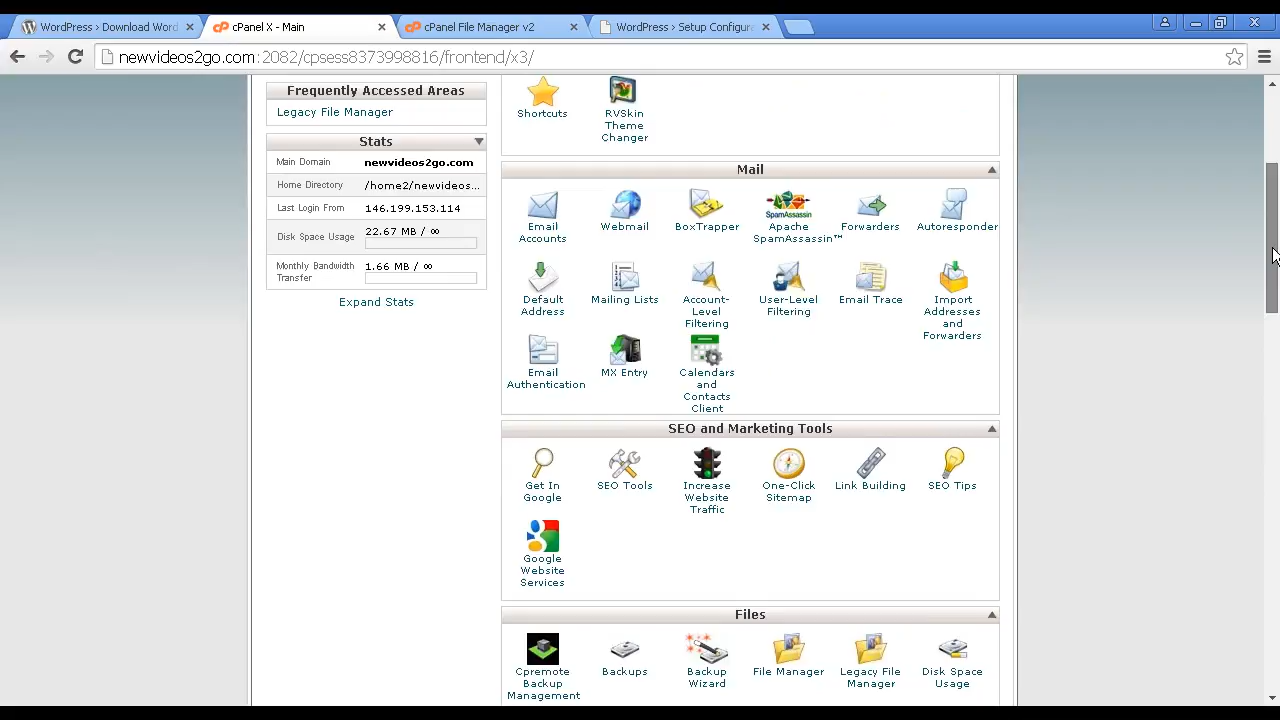 WordPress › Download Word
cPanel X - Main
cPanel File Manager v2
WordPress › Setup Configura
newvideos2go.com:2082/cpsess8373998816/frontend/x3/
Frequently Accessed Areas
Legacy File Manager
Stats
Main Domain newvideos2go.com
Home Directory /home2/newvideos...
Last Login From 146.199.153.114
Disk Space Usage 22.67 MB / ∞
Monthly Bandwidth
Transfer
1.66 MB / ∞
Expand Stats
Shortcuts
RVSkin
Theme
Changer
Mail
Email
Accounts
Webmail
BoxTrapper
Apache
SpamAssassin™
Forwarders
Autoresponder
Default
Address
Mailing Lists
Account-
Level
Filtering
User-Level
Filtering
Email Trace
Import
Addresses
and
Forwarders
Email
Authentication
MX Entry
Calendars
and
Contacts
Client
SEO and Marketing Tools
Get In
Google
SEO Tools
Increase
Website
Traffic
One-Click
Sitemap
Link Building
SEO Tips
Google
Website
Services
Files
Cpremote
Backup
Management
Backups
Backup
Wizard
File Manager
Legacy File
Manager
Disk Space
Usage